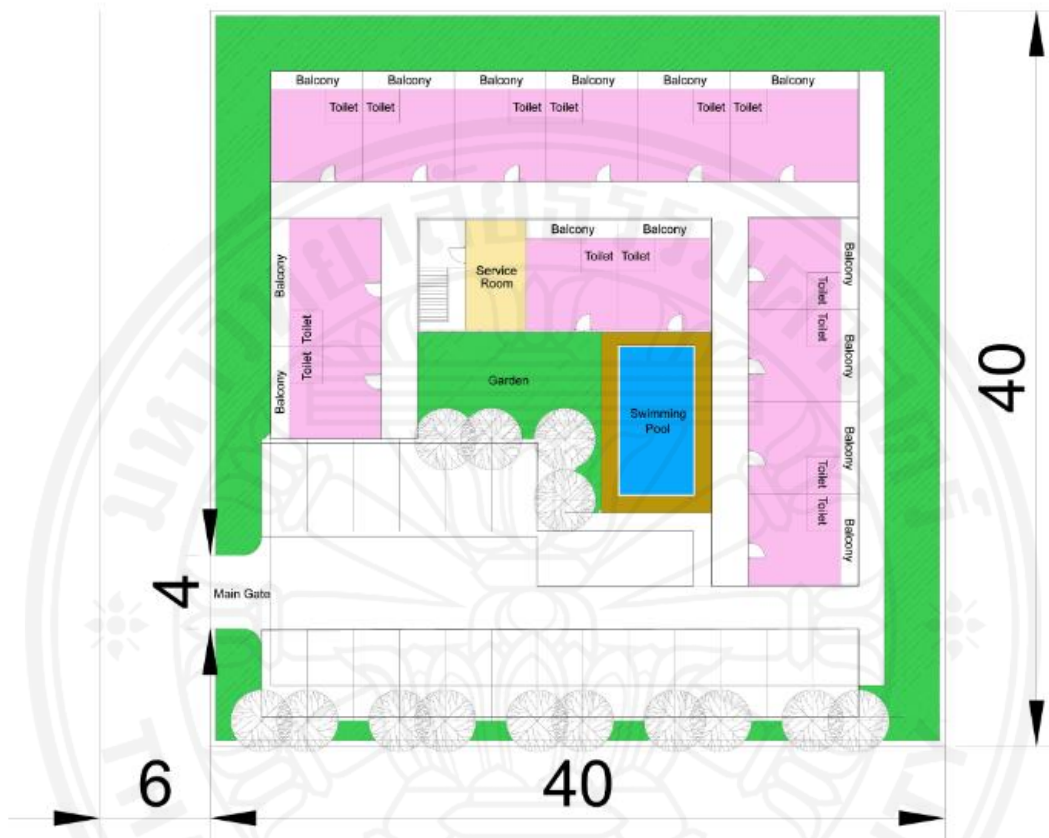 Balcony Balcony Balcony Balcony Balcony Balcony
Toilet Toilet Toilet Toilet Toilet Toilet
Balcony Balcony
Toilet Toilet
Service
Room
Balcony
Toilet
Toilet
Balcony
Balcony
Toilet
Toilet
Balcony
Balcony
Toilet
Toilet
Balcony
Garden
Swimming
Pool
40
4
Main Gate
6
40